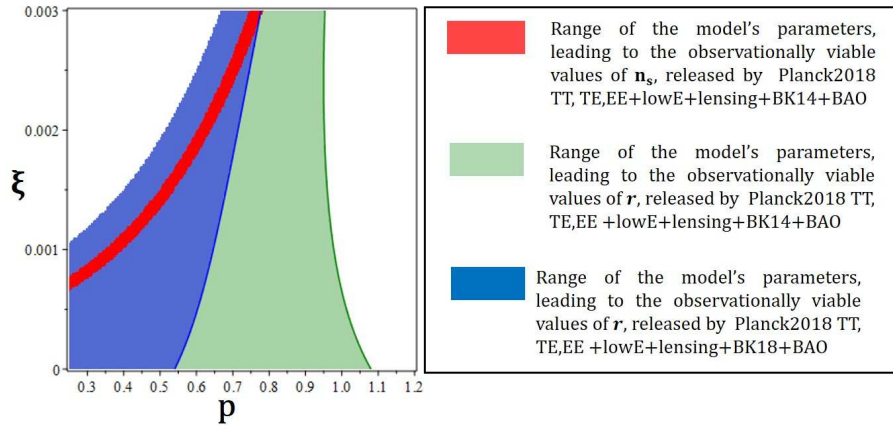 0.003
0.002
ξ
0.001
0
0.3 0.4 0.5 0.6 0.7 0.8 0.9 1.0 1.1 1.2
p
Range of the model's parameters,
leading to the observationally viable
values of nₛ, released by Planck2018
TT, TE,EE+lowE+lensing+BK14+BAO
Range of the model's parameters,
leading to the observationally viable
values of r, released by Planck2018 TT,
TE,EE +lowE+lensing+BK14+BAO
Range of the model's parameters,
leading to the observationally viable
values of r, released by Planck2018 TT,
TE,EE +lowE+lensing+BK18+BAO